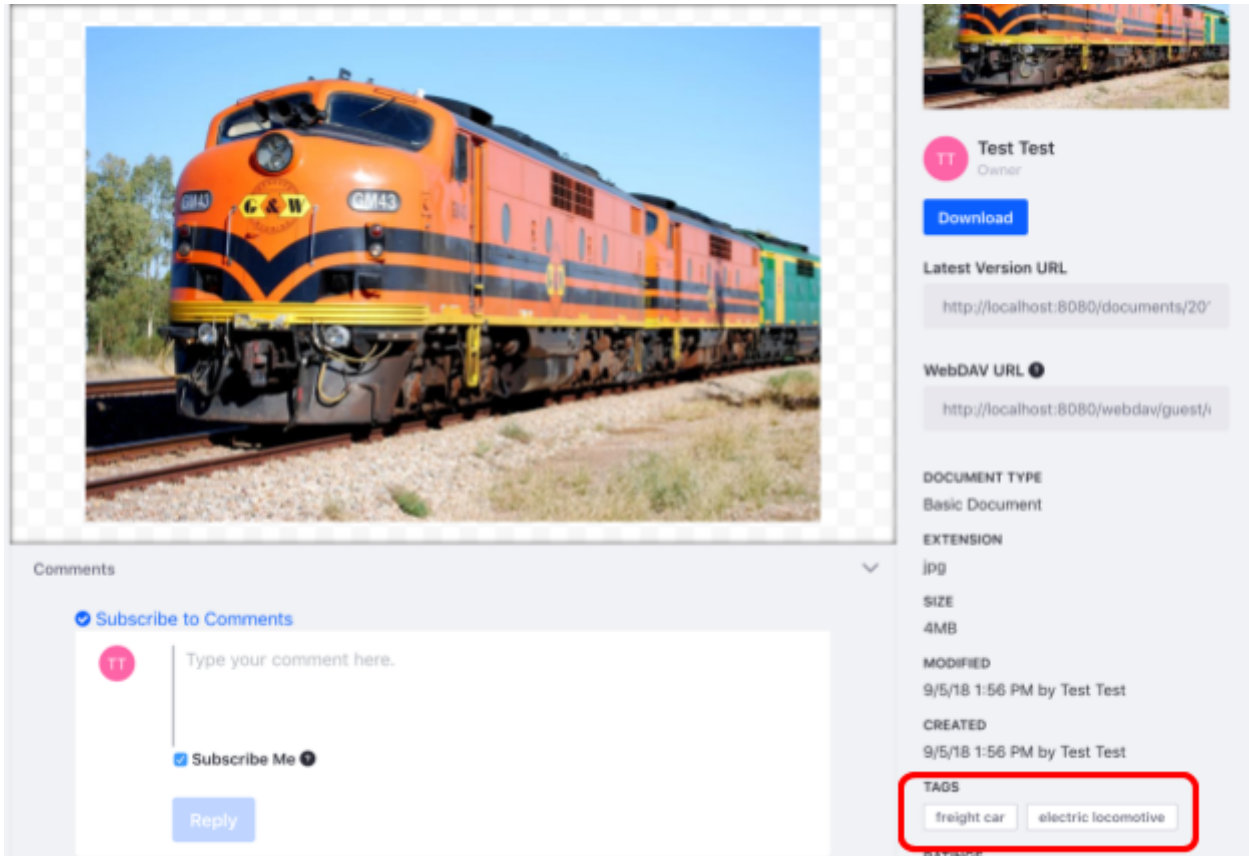 GM43
G & W
GM43
Test Test
TT
Owner
Download
Latest Version URL
http://localhost:8080/documents/20'
WebDAV URL
http://localhost:8080/webdav/guest/
DOCUMENT TYPE
Basic Document
EXTENSION
jpg
SIZE
4MB
MODIFIED
9/5/18 1:56 PM by Test Test
CREATED
9/5/18 1:56 PM by Test Test
TAGS
freight car electric locomotive
RATINGS
Comments
Subscribe to Comments
TT
Type your comment here.
Subscribe Me
Reply